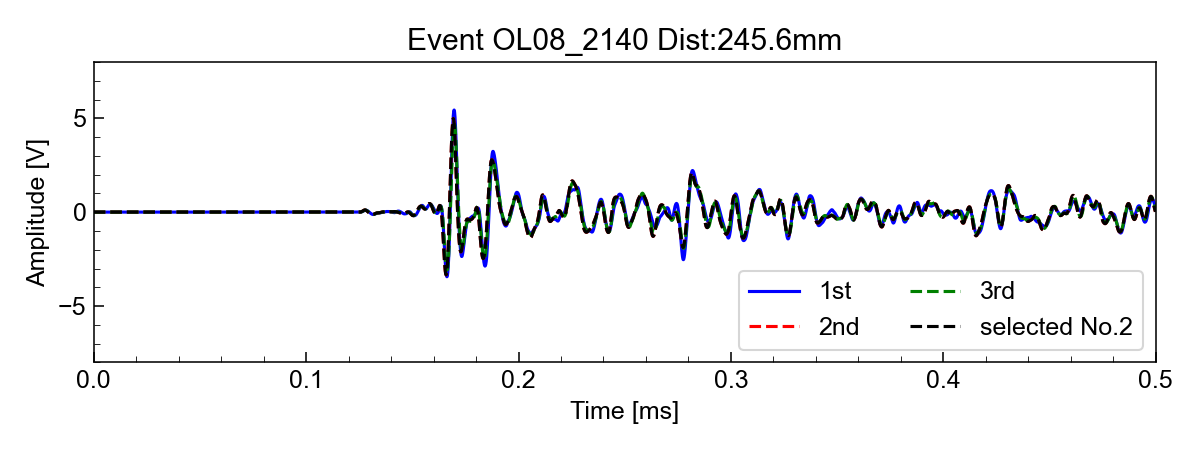 Event OL08_2140 Dist:245.6mm
Amplitude [V]
5
0
−5
1st
2nd
3rd
selected No.2
0.0 0.1 0.2 0.3 0.4 0.5
Time [ms]